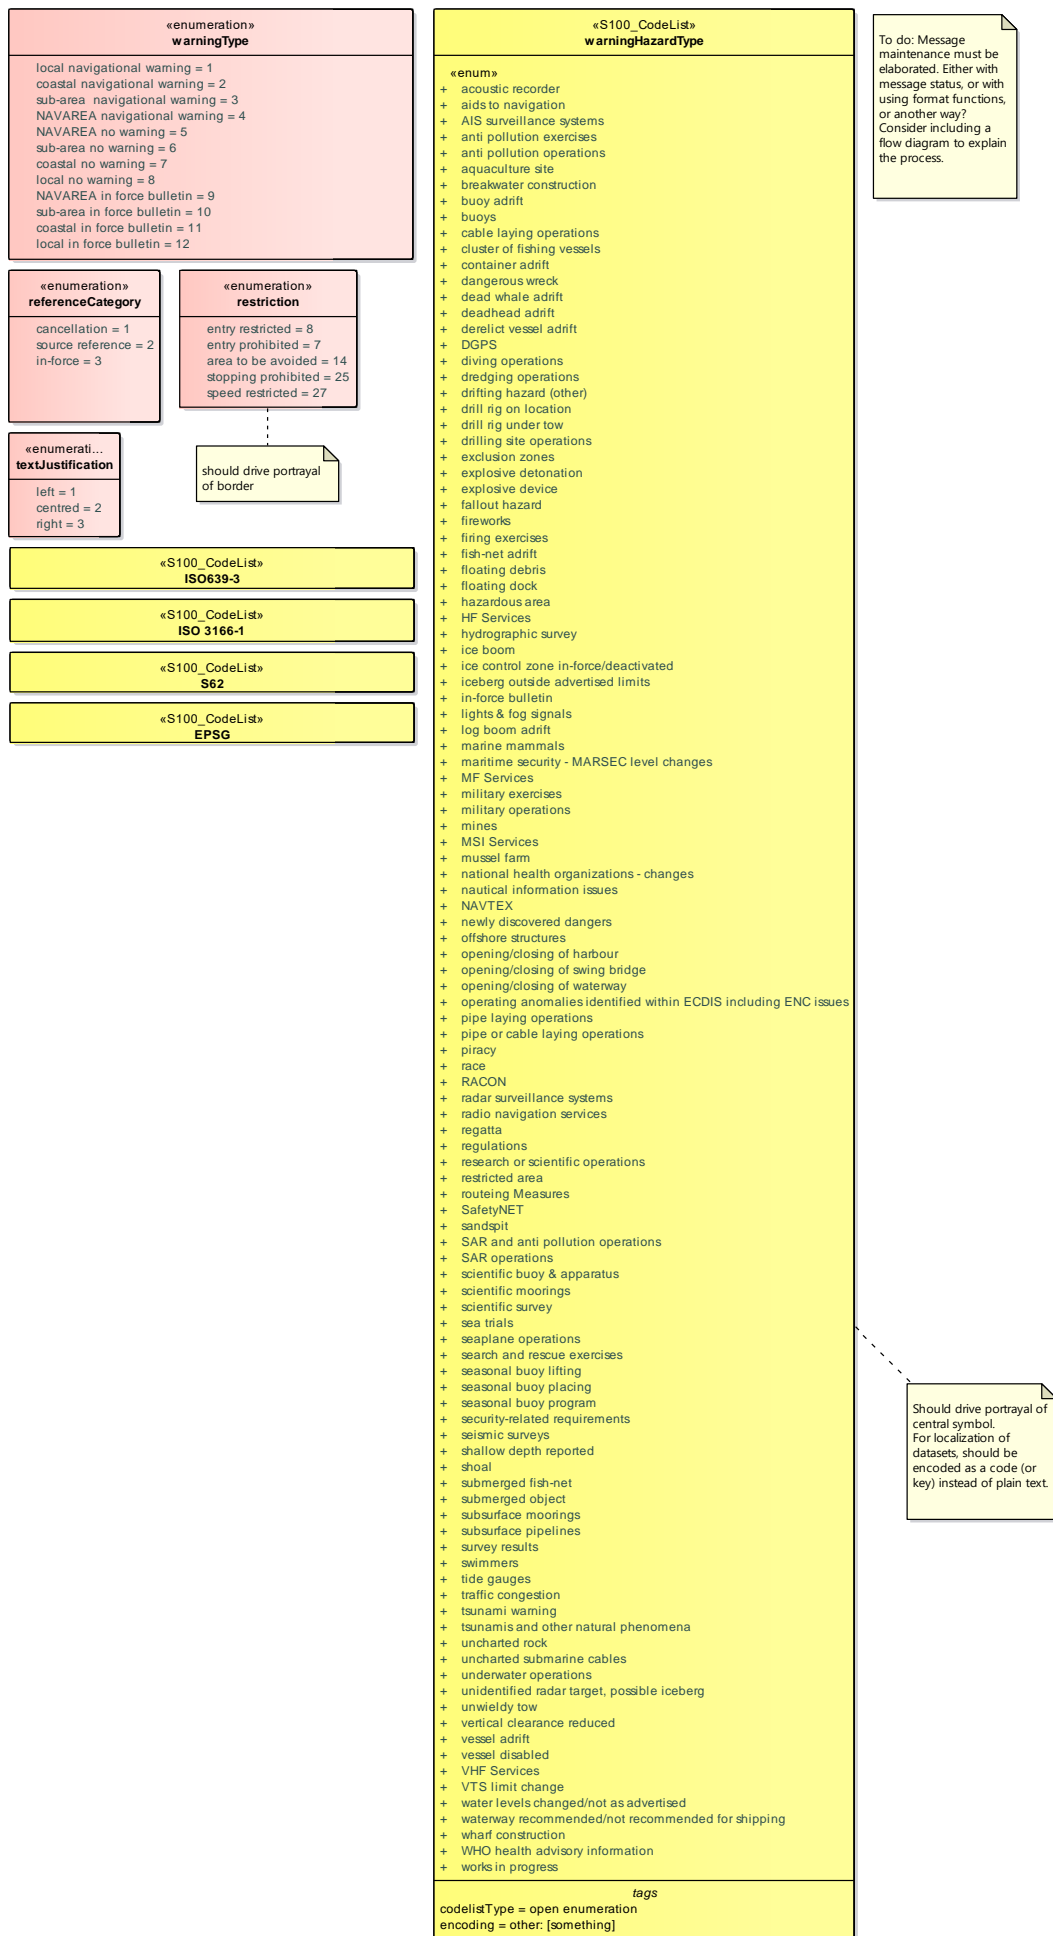 «enumeration»
warningType
local navigational warning = 1
coastal navigational warning = 2
sub-area  navigational warning = 3
NAVAREA navigational warning = 4
NAVAREA no warning = 5
sub-area no warning = 6
coastal no warning = 7
local no warning = 8
NAVAREA in force bulletin = 9
sub-area in force bulletin = 10
coastal in force bulletin = 11
local in force bulletin = 12
«enumeration»
referenceCategory
cancellation = 1
source reference = 2
in-force = 3
«enumeration»
restriction
entry restricted = 8
entry prohibited = 7
area to be avoided = 14
stopping prohibited = 25
speed restricted = 27
should drive portrayal
of border
«enumerati...
textJustification
left = 1
centred = 2
right = 3
«S100_CodeList»
ISO639-3
«S100_CodeList»
ISO 3166-1
«S100_CodeList»
S62
«S100_CodeList»
EPSG
«S100_CodeList»
warningHazardType
«enum»
+ acoustic recorder
+ aids to navigation
+ AIS surveillance systems
+ anti pollution exercises
+ anti pollution operations
+ aquaculture site
+ breakwater construction
+ buoy adrift
+ buoys
+ cable laying operations
+ cluster of fishing vessels
+ container adrift
+ dangerous wreck
+ dead whale adrift
+ deadhead adrift
+ derelict vessel adrift
+ DGPS
+ diving operations
+ dredging operations
+ drifting hazard (other)
+ drill rig on location
+ drill rig under tow
+ drilling site operations
+ exclusion zones
+ explosive detonation
+ explosive device
+ fallout hazard
+ fireworks
+ firing exercises
+ fish-net adrift
+ floating debris
+ floating dock
+ hazardous area
+ HF Services
+ hydrographic survey
+ ice boom
+ ice control zone in-force/deactivated
+ iceberg outside advertised limits
+ in-force bulletin
+ lights & fog signals
+ log boom adrift
+ marine mammals
+ maritime security - MARSEC level changes
+ MF Services
+ military exercises
+ military operations
+ mines
+ MSI Services
+ mussel farm
+ national health organizations - changes
+ nautical information issues
+ NAVTEX
+ newly discovered dangers
+ offshore structures
+ opening/closing of harbour
+ opening/closing of swing bridge
+ opening/closing of waterway
+ operating anomalies identified within ECDIS including ENC issues
+ pipe laying operations
+ pipe or cable laying operations
+ piracy
+ race
+ RACON
+ radar surveillance systems
+ radio navigation services
+ regatta
+ regulations
+ research or scientific operations
+ restricted area
+ routeing Measures
+ SafetyNET
+ sandspit
+ SAR and anti pollution operations
+ SAR operations
+ scientific buoy & apparatus
+ scientific moorings
+ scientific survey
+ sea trials
+ seaplane operations
+ search and rescue exercises
+ seasonal buoy lifting
+ seasonal buoy placing
+ seasonal buoy program
+ security-related requirements
+ seismic surveys
+ shallow depth reported
+ shoal
+ submerged fish-net
+ submerged object
+ subsurface moorings
+ subsurface pipelines
+ survey results
+ swimmers
+ tide gauges
+ traffic congestion
+ tsunami warning
+ tsunamis and other natural phenomena
+ uncharted rock
+ uncharted submarine cables
+ underwater operations
+ unidentified radar target, possible iceberg
+ unwieldy tow
+ vertical clearance reduced
+ vessel adrift
+ vessel disabled
+ VHF Services
+ VTS limit change
+ water levels changed/not as advertised
+ waterway recommended/not recommended for shipping
+ wharf construction
+ WHO health advisory information
+ works in progress
tags
codelistType = open enumeration
encoding = other: [something]
To do: Message
maintenance must be
elaborated. Either with
message status, or with
using format functions,
or another way?
Consider including a
flow diagram to explain
the process.
Should drive portrayal of
central symbol.
For localization of
datasets, should be
encoded as a code (or
key) instead of plain text.